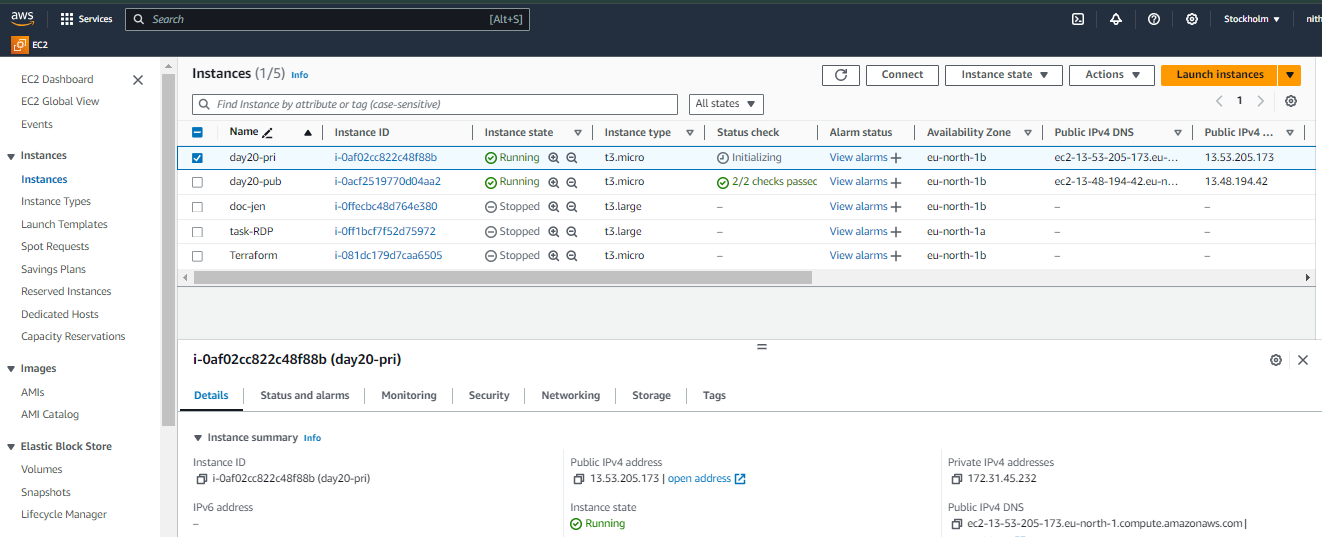 aws Services Search [Alt+S] Stockholm ▼ nith
EC2
EC2 Dashboard
EC2 Global View
Events
Instances
Instances
Instance Types
Launch Templates
Spot Requests
Savings Plans
Reserved Instances
Dedicated Hosts
Capacity Reservations
Images
AMIs
AMI Catalog
Elastic Block Store
Volumes
Snapshots
Lifecycle Manager
Instances (1/5) Info
Connect Instance state ▼ Actions ▼ Launch instances ▼
Find Instance by attribute or tag (case-sensitive) All states ▼ 1
Name Instance ID Instance state Instance type Status check Alarm status Availability Zone Public IPv4 DNS Public IPv4 ...
day20-pri i-0af02cc822c48f88b Running t3.micro Initializing View alarms + eu-north-1b ec2-13-53-205-173.eu-... 13.53.205.173
day20-pub i-0acf2519770d04aa2 Running t3.micro 2/2 checks passed View alarms + eu-north-1b ec2-13-48-194-42.eu-n... 13.48.194.42
doc-jen i-0ffecbc48d764e380 Stopped t3.large – View alarms + eu-north-1b – –
task-RDP i-0ff1bcf7f52d75972 Stopped t3.large – View alarms + eu-north-1a – –
Terraform i-081dc179d7caa6505 Stopped t3.micro – View alarms + eu-north-1b – –
i-0af02cc822c48f88b (day20-pri)
Details Status and alarms Monitoring Security Networking Storage Tags
Instance summary Info
Instance ID Public IPv4 address Private IPv4 addresses
i-0af02cc822c48f88b (day20-pri) 13.53.205.173 | open address 172.31.45.232
IPv6 address Instance state Public IPv4 DNS
– Running ec2-13-53-205-173.eu-north-1.compute.amazonaws.com |